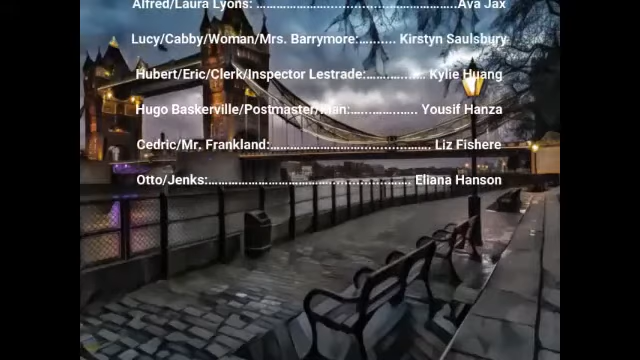 Alfred/Laura Lyons: ...........................................Ava Jax
Lucy/Cabby/Woman/Mrs. Barrymore:......... Kirstyn Saulsbury
Hubert/Eric/Clerk/Inspector Lestrade:............ Kylie Huang
Hugo Baskerville/Postmaster/Man:............. Yousif Hanza
Cedric/Mr. Frankland:............................... Liz Fishere
Otto/Jenks:....................................... Eliana Hanson